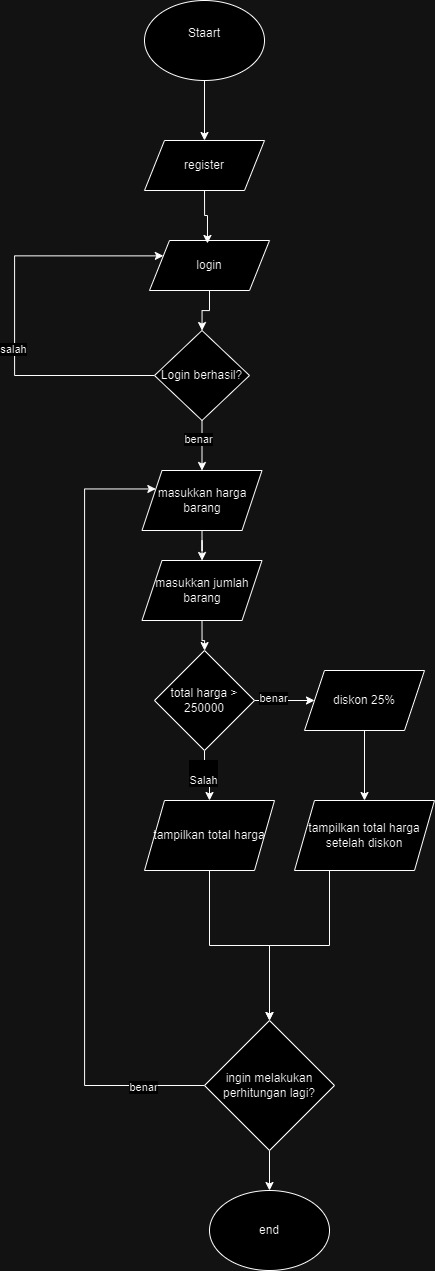 Staart
register
login
salah
Login berhasil?
benar
masukkan harga
barang
masukkan jumlah
barang
total harga >
250000
benar
diskon 25%
Salah
tampilkan total harga
tampilkan total harga
setelah diskon
ingin melakukan
perhitungan lagi?
benar
end